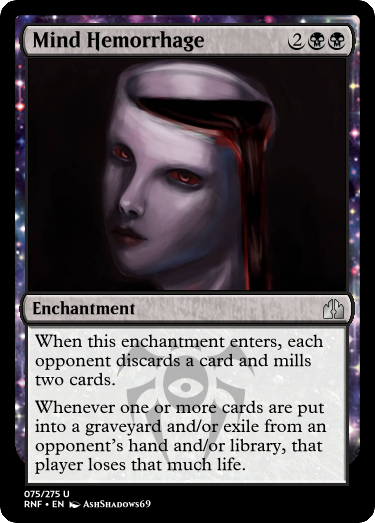 Mind Hemorrhage 2
Enchantment
When this enchantment enters, each
opponent discards a card and mills
two cards.
Whenever one or more cards are put
into a graveyard and/or exile from an
opponent's hand and/or library, that
player loses that much life.
075/275 U
RNF • EN AshShadows69